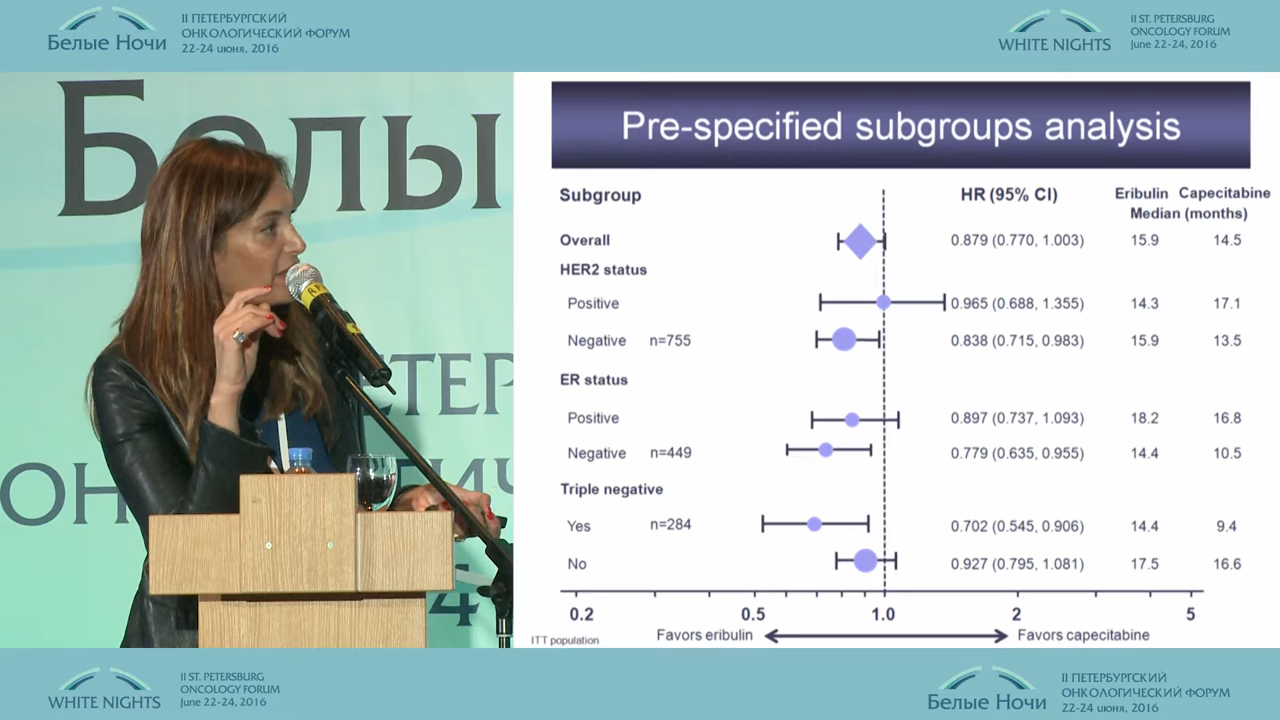 Белые Ночи
II ПЕТЕРБУРГСКИЙ
ОНКОЛОГИЧЕСКИЙ ФОРУМ
22-24 июня, 2016
WHITE NIGHTS
II ST. PETERSBURG
ONCOLOGY FORUM
June 22-24, 2016
Pre-specified subgroups analysis
Subgroup HR (95% CI) Eribulin Capecitabine
Median (months)
Overall 0.879 (0.770, 1.003) 15.9 14.5
HER2 status
Positive 0.965 (0.688, 1.355) 14.3 17.1
Negative n=755 0.838 (0.715, 0.983) 15.9 13.5
ER status
Positive 0.897 (0.737, 1.093) 18.2 16.8
Negative n=449 0.779 (0.635, 0.955) 14.4 10.5
Triple negative
Yes n=284 0.702 (0.545, 0.906) 14.4 9.4
No 0.927 (0.795, 1.081) 17.5 16.6
0.2 0.5 1.0 2 5
ITT population Favors eribulin Favors capecitabine
WHITE NIGHTS
II ST. PETERSBURG
ONCOLOGY FORUM
June 22-24, 2016
Белые Ночи
II ПЕТЕРБУРГСКИЙ
ОНКОЛОГИЧЕСКИЙ ФОРУМ
22-24 июня, 2016